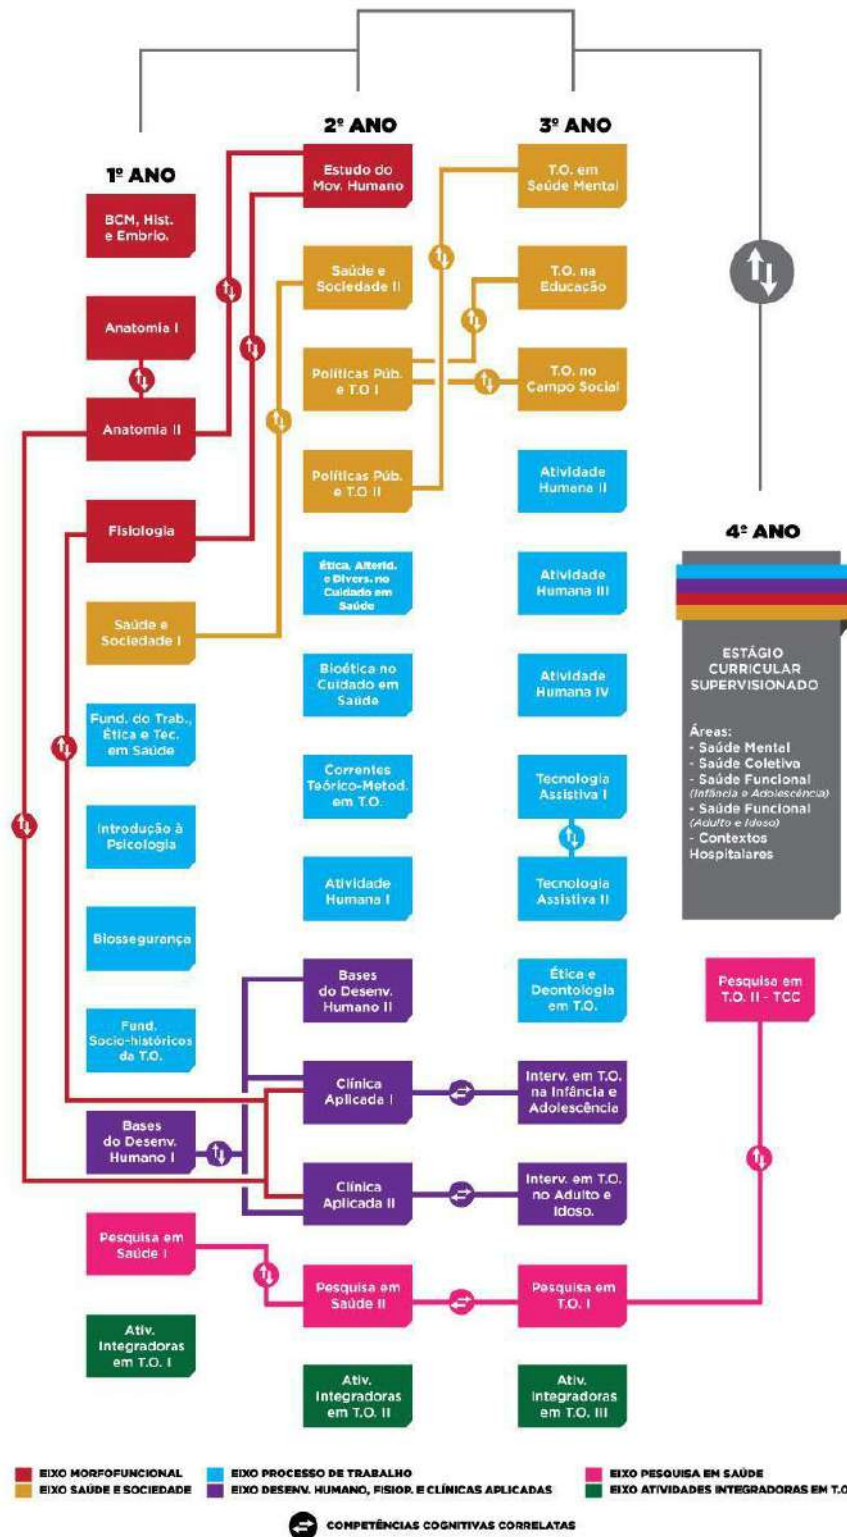 1º ANO
BCM, Hist.
e Embrio.
Anatomia I
Anatomia II
Fisiologia
Saúde e
Sociedade I
Fund. do Trab.,
Ética e Tec.
em Saúde
Introdução à
Psicologia
Biossegurança
Fund.
Socio-históricos
da T.O.
Bases
do Desenv.
Humano I
Pesquisa em
Saúde I
Ativ.
Integradoras
em T.O. I
2º ANO
Estudo do
Mov. Humano
Saúde e
Sociedade II
Políticas Púb.
e T.O I
Políticas Púb.
e T.O II
Ética, Alterid.
e Divers. no
Cuidado em
Saúde
Bioética no
Cuidado em
Saúde
Correntes
Teórico-Metod.
em T.O.
Atividade
Humana I
Bases
do Desenv.
Humano II
Clínica
Aplicada I
Clínica
Aplicada II
Pesquisa em
Saúde II
Ativ.
Integradoras
em T.O. II
3º ANO
T.O. em
Saúde Mental
T.O. na
Educação
T.O. no
Campo Social
Atividade
Humana II
Atividade
Humana III
Atividade
Humana IV
Tecnologia
Assistiva I
Tecnologia
Assistiva II
Ética e
Deontologia
em T.O.
Interv. em T.O.
na Infância e
Adolescência
Interv. em T.O.
no Adulto e
Idoso.
Pesquisa em
T.O. I
Ativ.
Integradoras
em T.O. III
4º ANO
ESTÁGIO
CURRICULAR
SUPERVISIONADO
Áreas:
- Saúde Mental
- Saúde Coletiva
- Saúde Funcional
(Infância e Adolescência)
- Saúde Funcional
(Adulto e Idoso)
- Contextos
Hospitalares
Pesquisa em
T.O. II - TCC
EIXO MORFOFUNCIONAL
EIXO SAÚDE E SOCIEDADE
EIXO PROCESSO DE TRABALHO
EIXO DESENV. HUMANO, FISIOP. E CLÍNICAS APLICADAS
EIXO PESQUISA EM SAÚDE
EIXO ATIVIDADES INTEGRADORAS EM T.O
COMPETÊNCIAS COGNITIVAS CORRELATAS